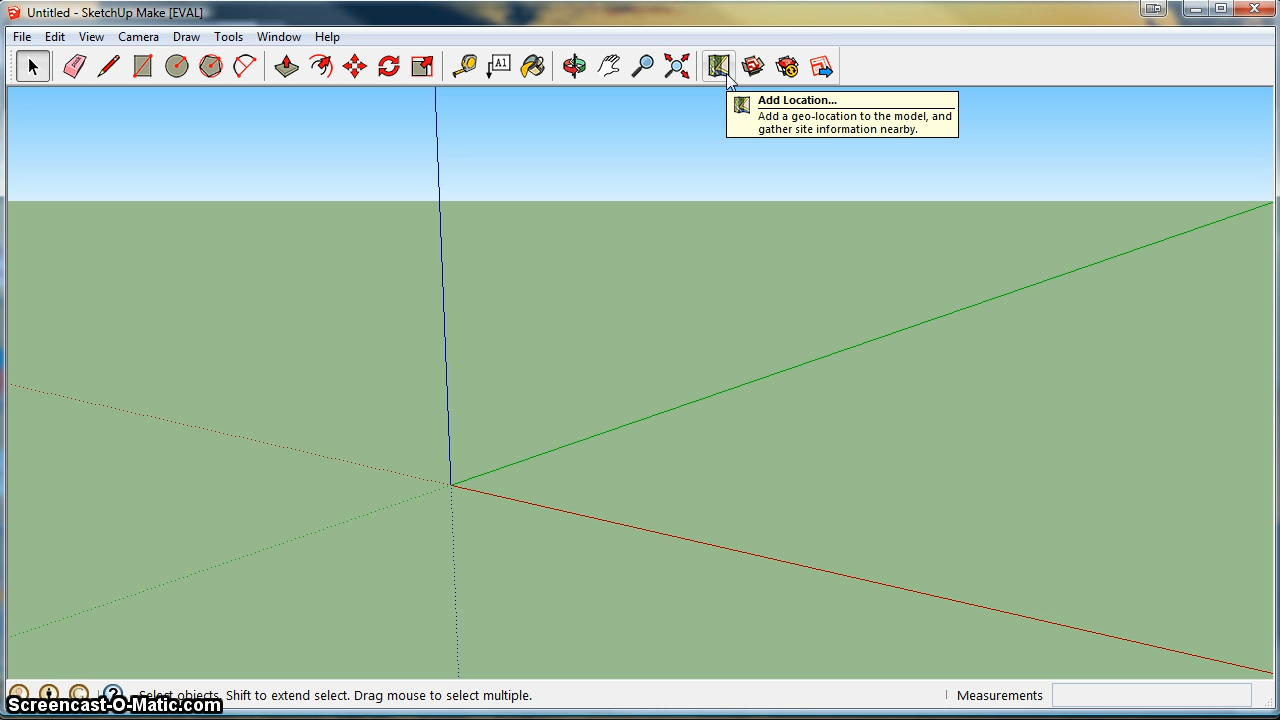 Untitled - SketchUp Make [EVAL]
File Edit View Camera Draw Tools Window Help
A1
Add Location...
Add a geo-location to the model, and
gather site information nearby.
Select objects. Shift to extend select. Drag mouse to select multiple.
Measurements
Screencast-O-Matic.com